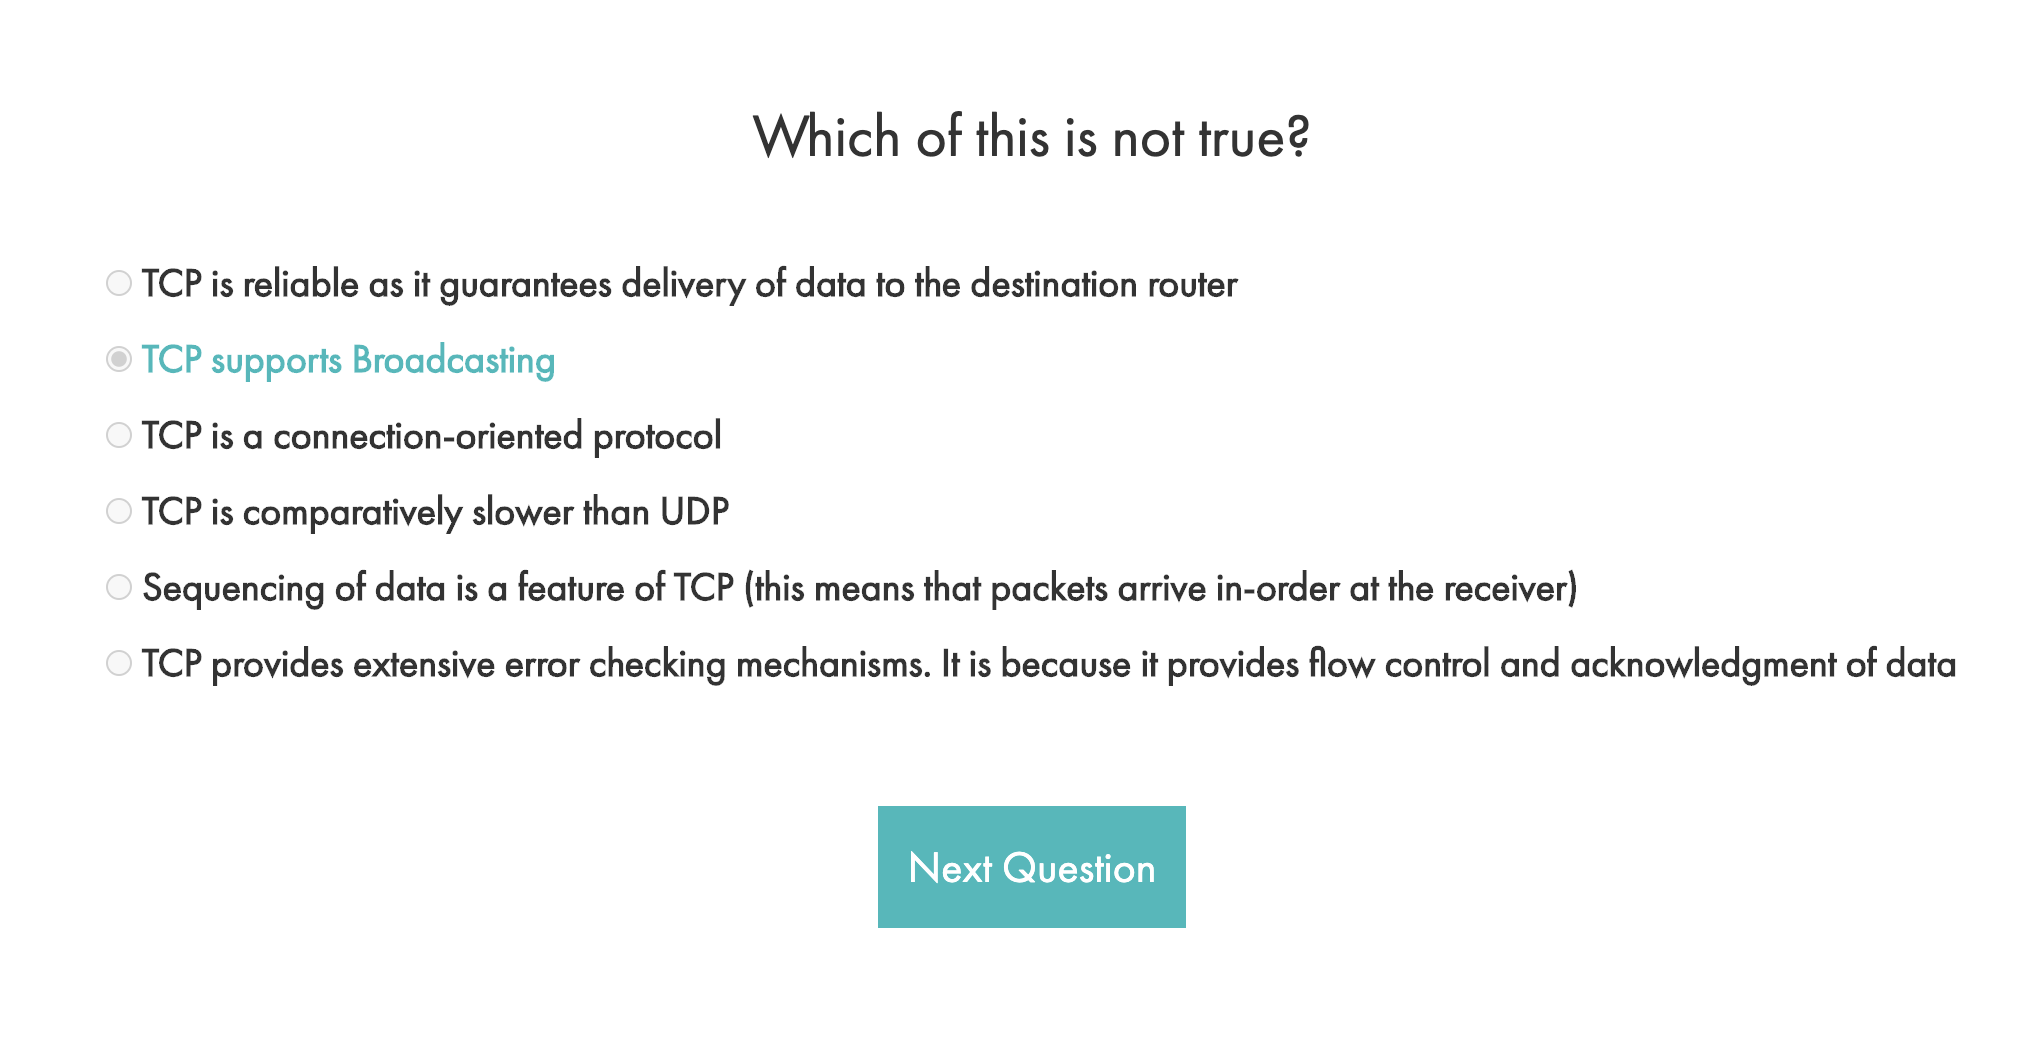 Which of this is not true?
TCP is reliable as it guarantees delivery of data to the destination router
TCP supports Broadcasting
TCP is a connection-oriented protocol
TCP is comparatively slower than UDP
Sequencing of data is a feature of TCP (this means that packets arrive in-order at the receiver)
TCP provides extensive error checking mechanisms. It is because it provides flow control and acknowledgment of data
Next Question